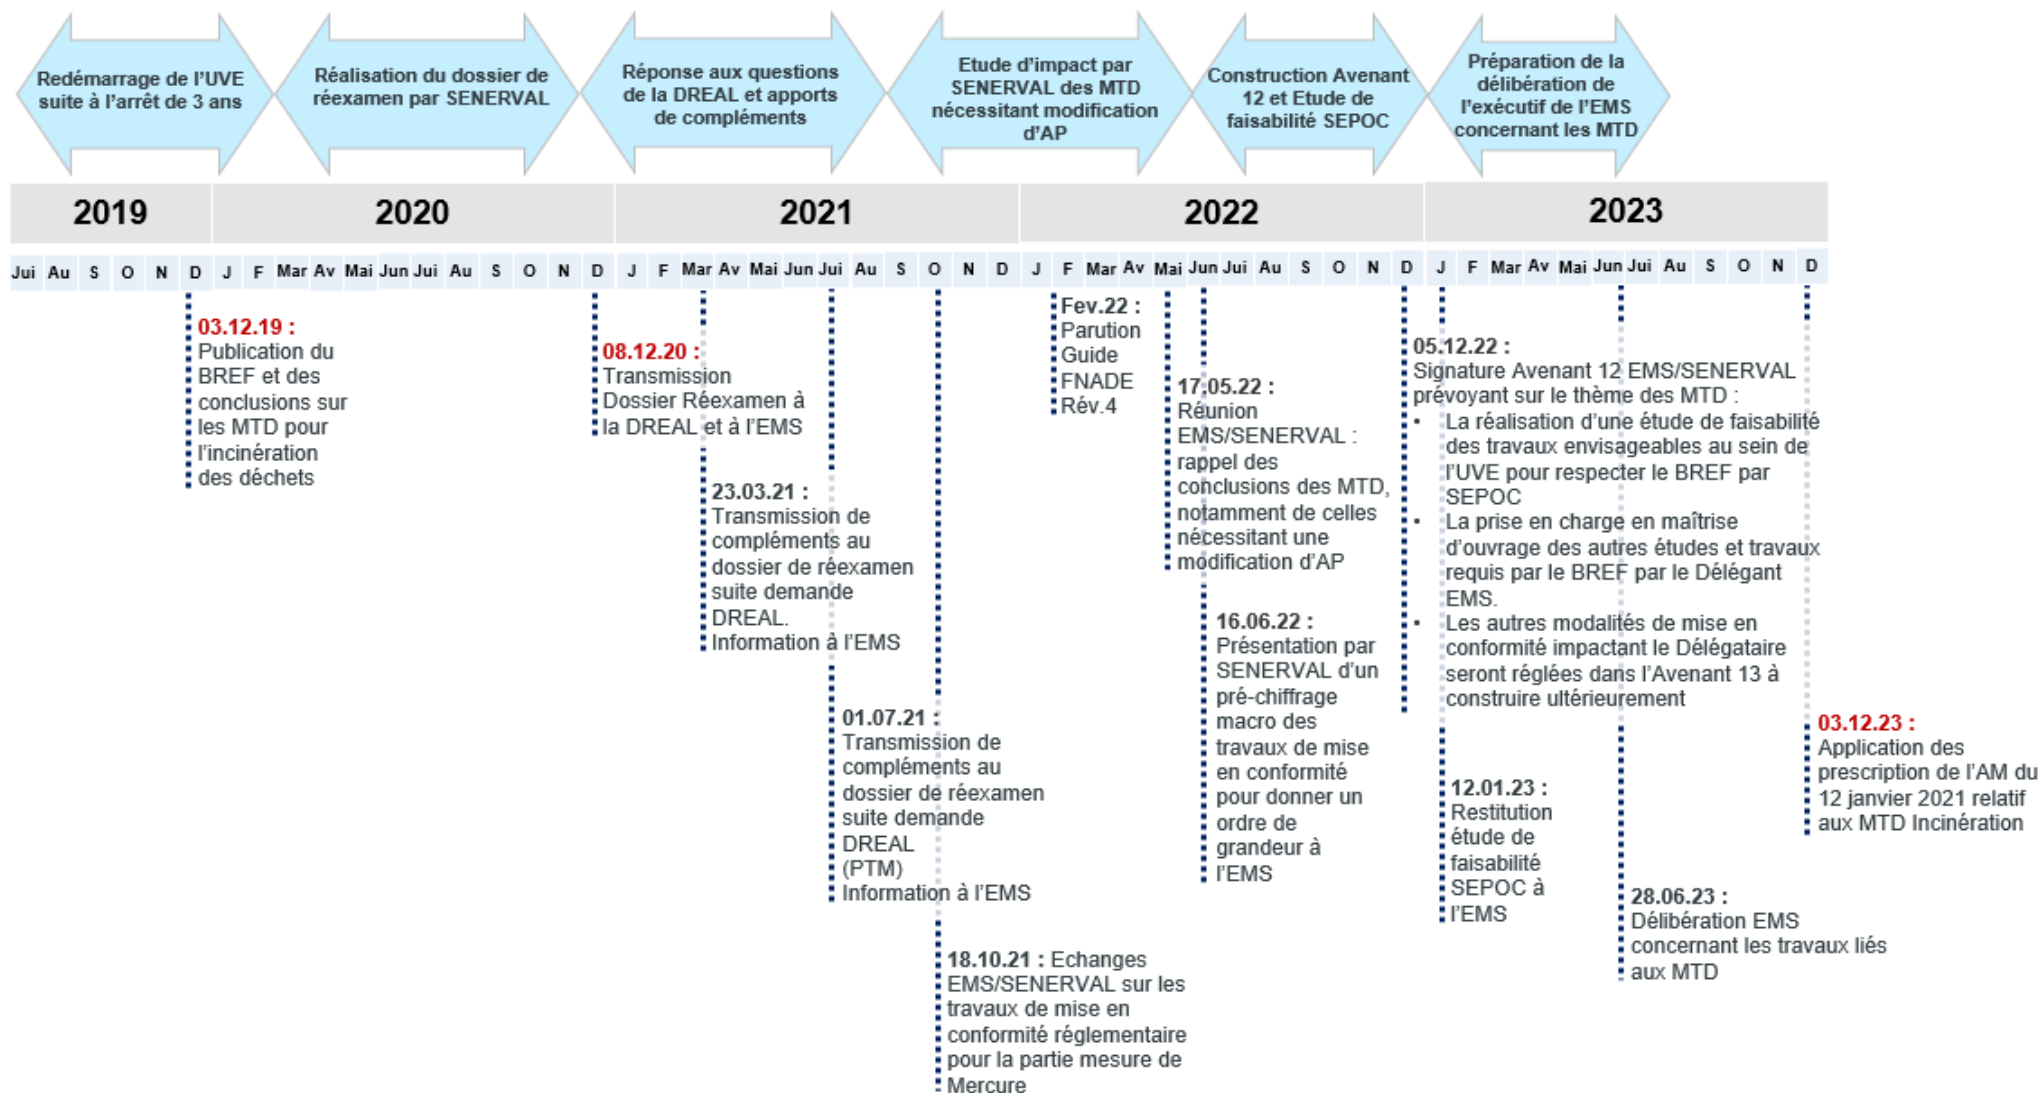 Redémarrage de l'UVE
suite à l'arrêt de 3 ans
Réalisation du dossier de
réexamen par SENERVAL
Réponse aux questions
de la DREAL et apports
de compléments
Etude d'impact par
SENERVAL des MTD
nécessitant modification
d'AP
Construction Avenant
12 et Etude de
faisabilité SEPOC
Préparation de la
délibération de
l'exécutif de l'EMS
concernant les MTD
2019
2020
2021
2022
2023
Jui Au S O N D J F Mar Av Mai Jun Jui Au S O N D J F Mar Av Mai Jun Jui Au S O N D J F Mar Av Mai Jun Jui Au S O N D J F Mar Av Mai Jun Jui Au S O N D
03.12.19 :
Publication du
BREF et des
conclusions sur
les MTD pour
l'incinération
des déchets
08.12.20 :
Transmission
Dossier Réexamen à
la DREAL et à l'EMS
23.03.21 :
Transmission de
compléments au
dossier de réexamen
suite demande
DREAL.
Information à l'EMS
01.07.21 :
Transmission de
compléments au
dossier de réexamen
suite demande
DREAL
(PTM)
Information à l'EMS
18.10.21 : Echanges
EMS/SENERVAL sur les
travaux de mise en
conformité réglementaire
pour la partie mesure de
Mercure
Fev.22 :
Parution
Guide
FNADE
Rév.4
17.05.22 :
Réunion
EMS/SENERVAL :
rappel des
conclusions des MTD,
notamment de celles
nécessitant une
modification d'AP
16.06.22 :
Présentation par
SENERVAL d'un
pré-chiffrage
macro des
travaux de mise
en conformité
pour donner un
ordre de
grandeur à
l'EMS
05.12.22 :
Signature Avenant 12 EMS/SENERVAL
prévoyant sur le thème des MTD :
• La réalisation d'une étude de faisabilité
des travaux envisageables au sein de
l'UVE pour respecter le BREF par
SEPOC
• La prise en charge en maîtrise
d'ouvrage des autres études et travaux
requis par le BREF par le Délégant
EMS.
• Les autres modalités de mise en
conformité impactant le Délégataire
seront réglées dans l'Avenant 13 à
construire ultérieurement
12.01.23 :
Restitution
étude de
faisabilité
SEPOC à
l'EMS
28.06.23 :
Délibération EMS
concernant les travaux liés
aux MTD
03.12.23 :
Application des
prescription de l'AM du
12 janvier 2021 relatif
aux MTD Incinération